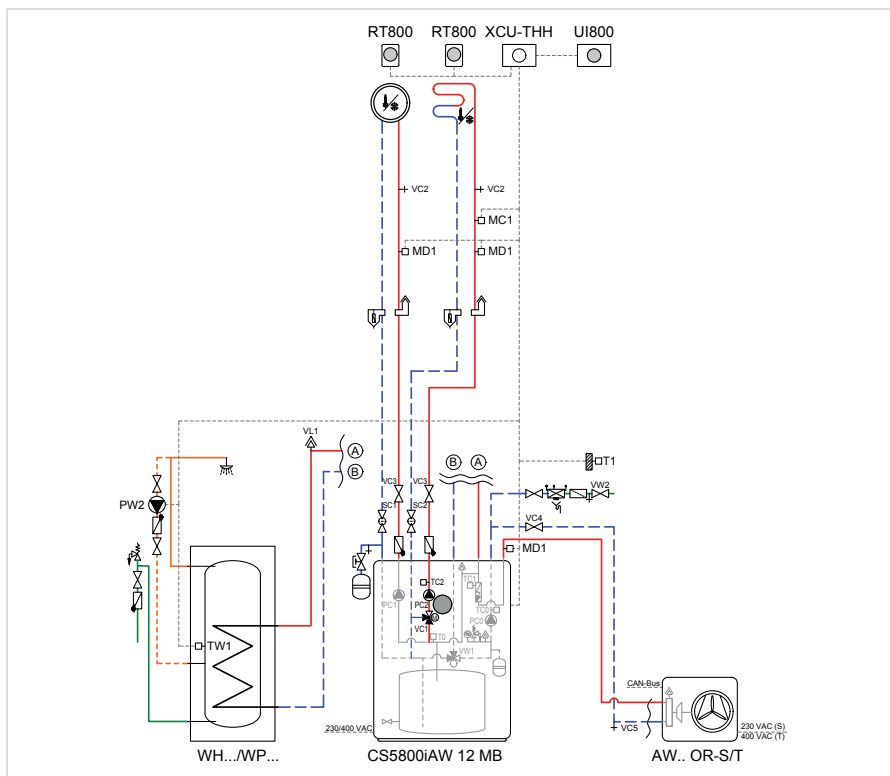 RT800 RT800 XCU-THH UI800
VC2 VC2
MC1
MD1 MD1
VL1
A
B
B A
T1
PW2
VC3 VC3
VW2
SC1 SC2
VC4
MD1
TC2
TC1
PC1 PC2
TC0
PC0
VC1
M
T0
TW1
VW1
CAN-Bus
230/400 VAC
VC5
230 VAC (S)
400 VAC (T)
WH.../WP... CS5800iAW 12 MB AW.. OR-S/T